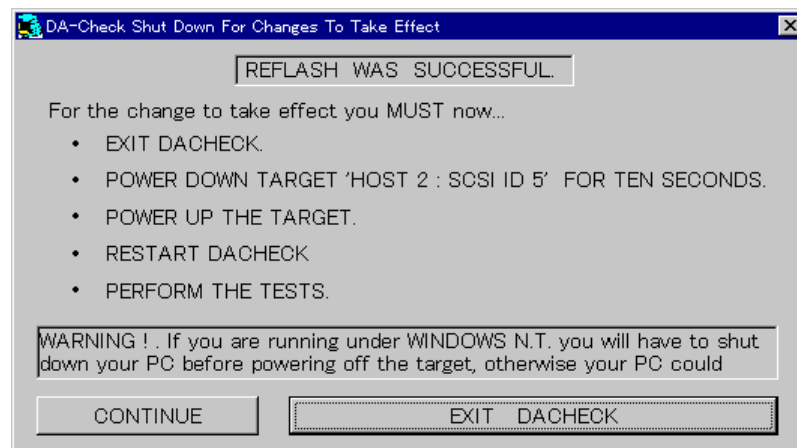 DA-Check Shut Down For Changes To Take Effect
REFLASH WAS SUCCESSFUL.
For the change to take effect you MUST now...
• EXIT DACHECK.
• POWER DOWN TARGET 'HOST 2 : SCSI ID 5' FOR TEN SECONDS.
• POWER UP THE TARGET.
• RESTART DACHECK
• PERFORM THE TESTS.
WARNING ! . If you are running under WINDOWS N.T. you will have to shut
down your PC before powering off the target, otherwise your PC could
CONTINUE EXIT DACHECK